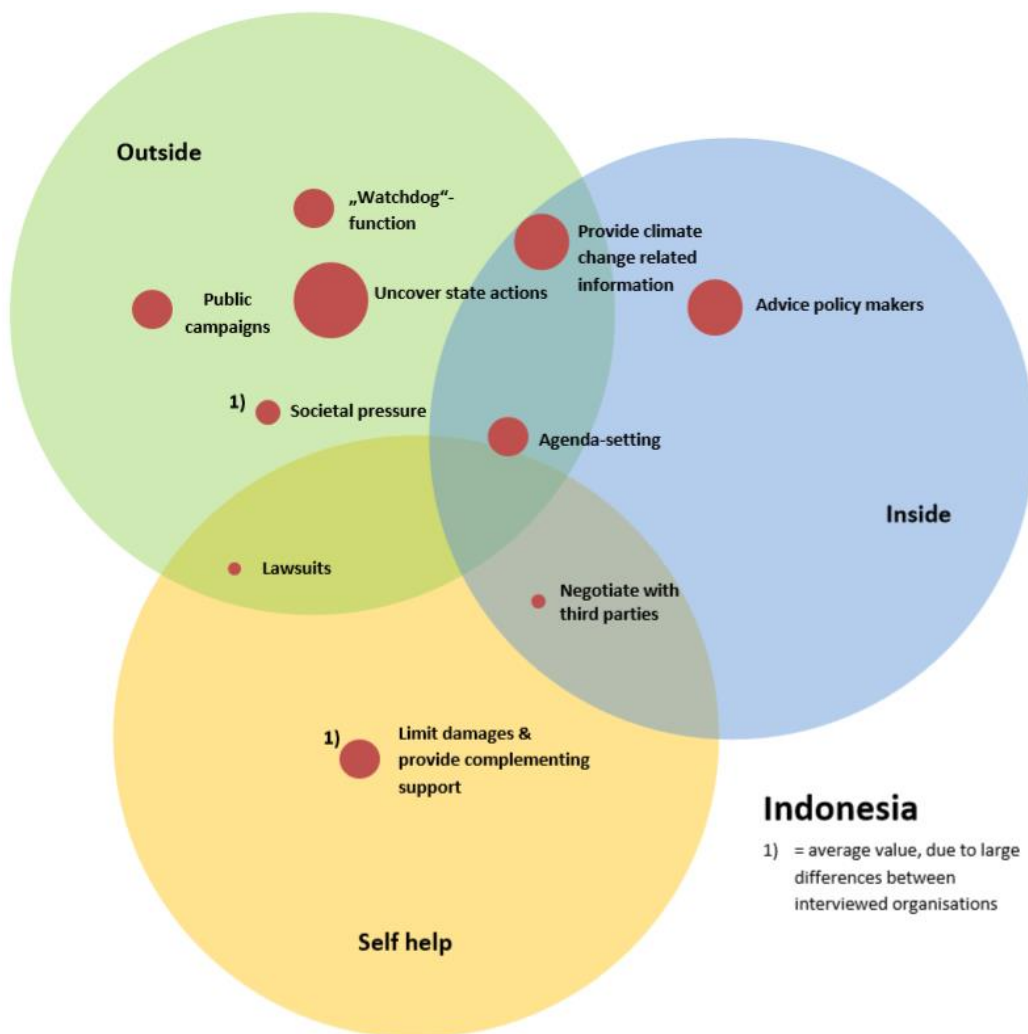 Outside
„Watchdog“-
function
Provide climate
change related
information
Uncover state actions
Public
campaigns
Advice policy makers
1)
Societal pressure
Agenda-setting
Inside
Lawsuits
Negotiate with
third parties
1)
Limit damages &
provide complementing
support
Indonesia
1) = average value, due to large
differences between
interviewed organisations
Self help